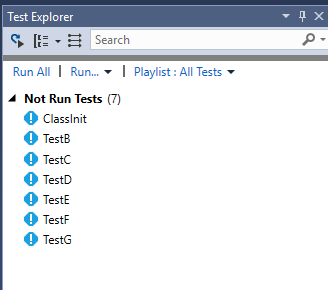 Test Explorer
Search
Run All | Run... | Playlist : All Tests
Not Run Tests (7)
ClassInit
TestB
TestC
TestD
TestE
TestF
TestG